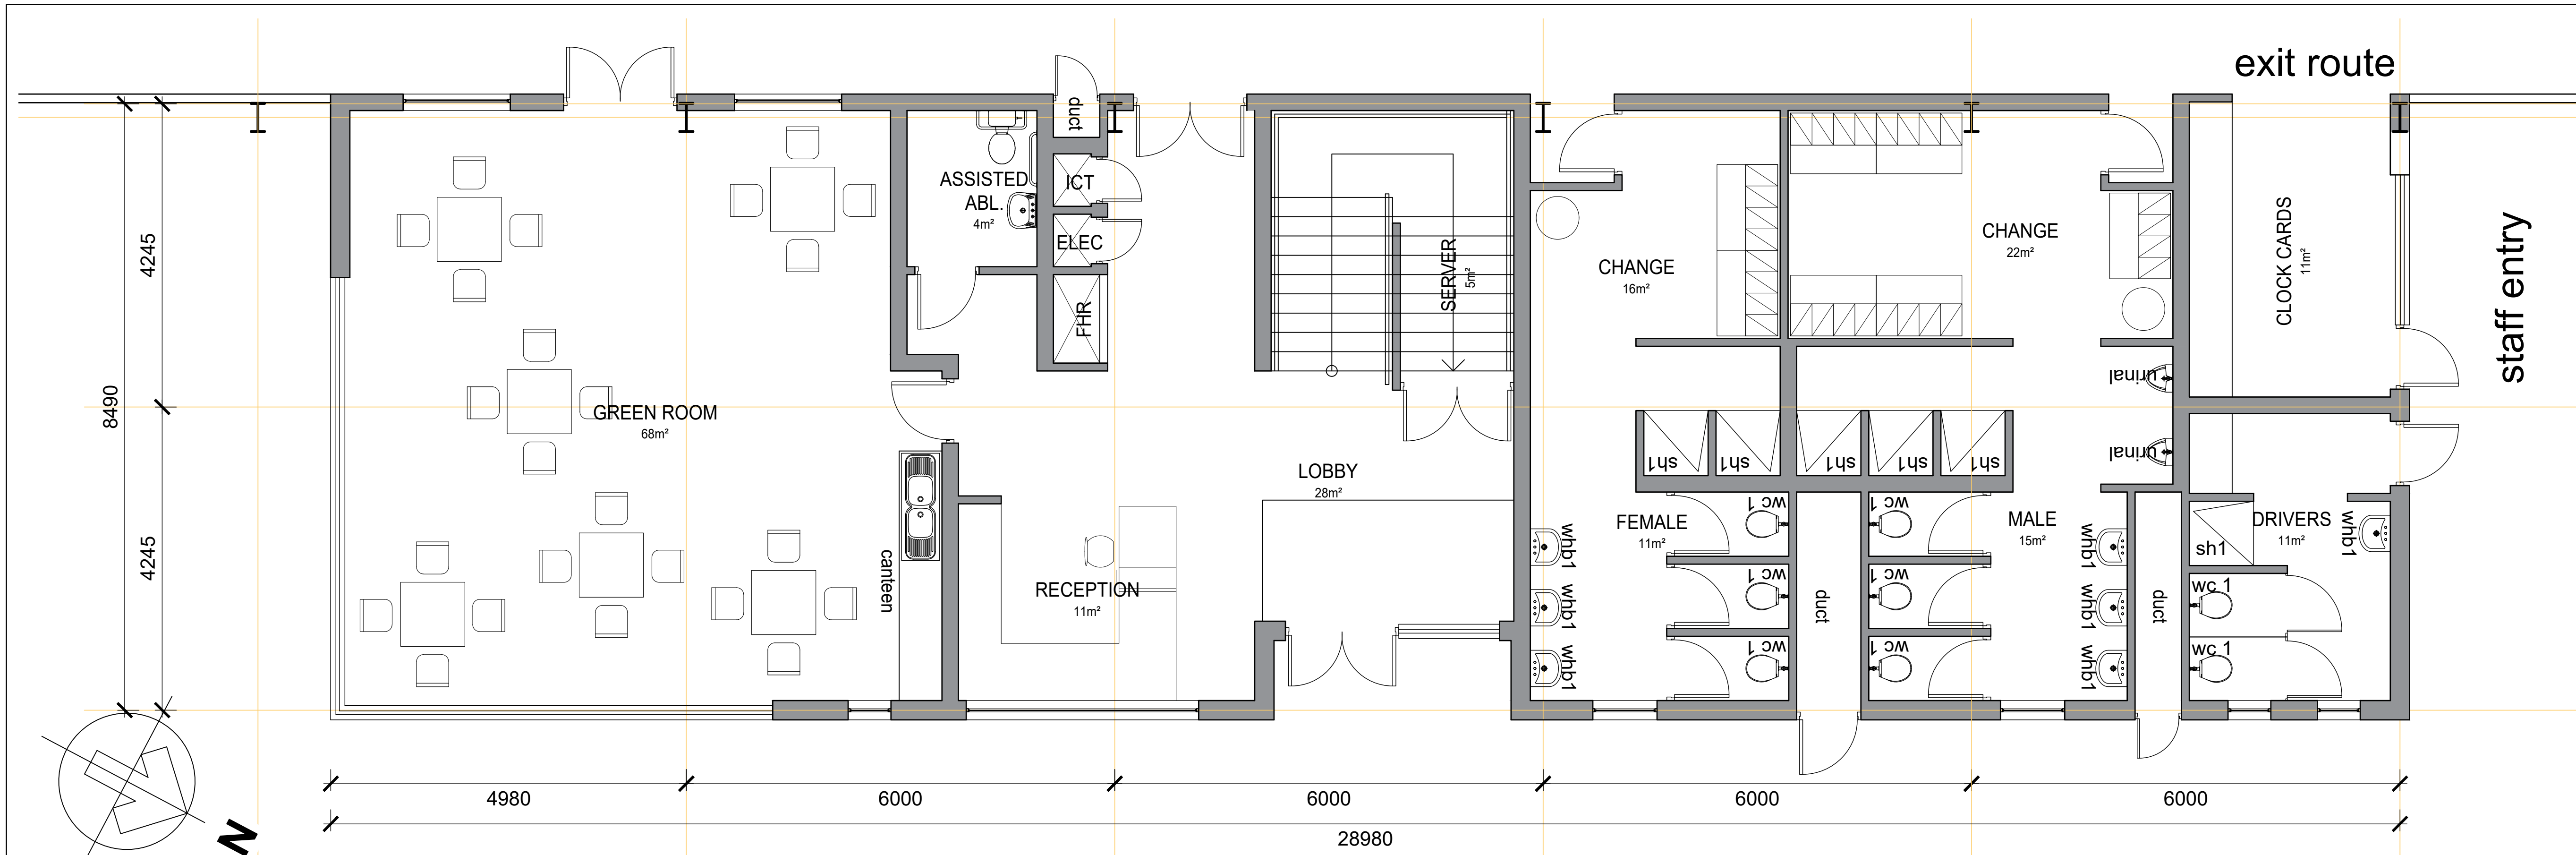 exit route
staff entry
duct
ASSISTED
ABL.
4m²
ICT
ELEC
FHR
SERVER
5m²
CHANGE
16m²
CHANGE
22m²
CLOCK CARDS
11m²
4245
8490
4245
GREEN ROOM
68m²
canteen
LOBBY
28m²
RECEPTION
11m²
urinal
urinal
sh1
sh1
sh1
sh1
sh1
FEMALE
11m²
MALE
15m²
DRIVERS
11m²
wc 1
wc 1
wc 1
wc 1
wc 1
wc 1
whb1
whb1
whb1
whb1
whb1
whb1
whb1
sh1
wc 1
wc 1
duct
duct
N
4980
6000
6000
6000
6000
28980